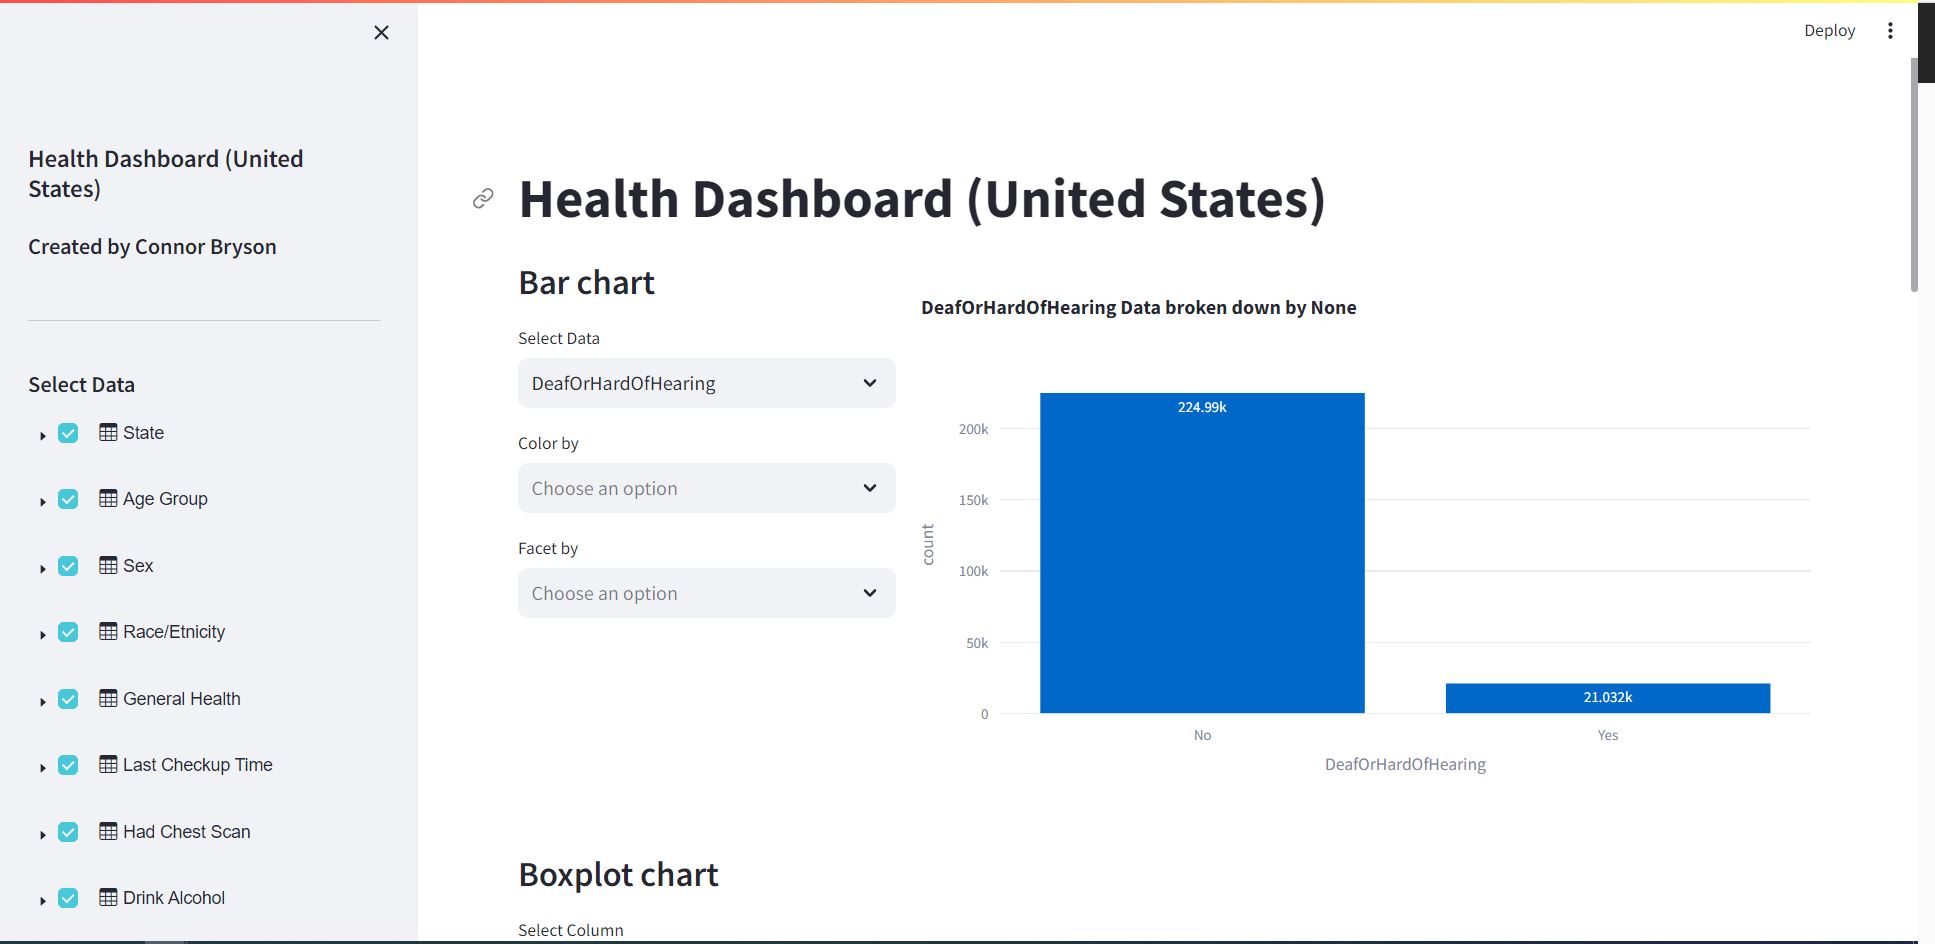 Deploy
Health Dashboard (United
States)
Created by Connor Bryson
Select Data
State
Age Group
Sex
Race/Etnicity
General Health
Last Checkup Time
Had Chest Scan
Drink Alcohol
Health Dashboard (United States)
Bar chart
Select Data
DeafOrHardOfHearing
Color by
Choose an option
Facet by
Choose an option
DeafOrHardOfHearing Data broken down by None
count
200k
150k
100k
50k
0
224.99k
21.032k
No
Yes
DeafOrHardOfHearing
Boxplot chart
Select Column